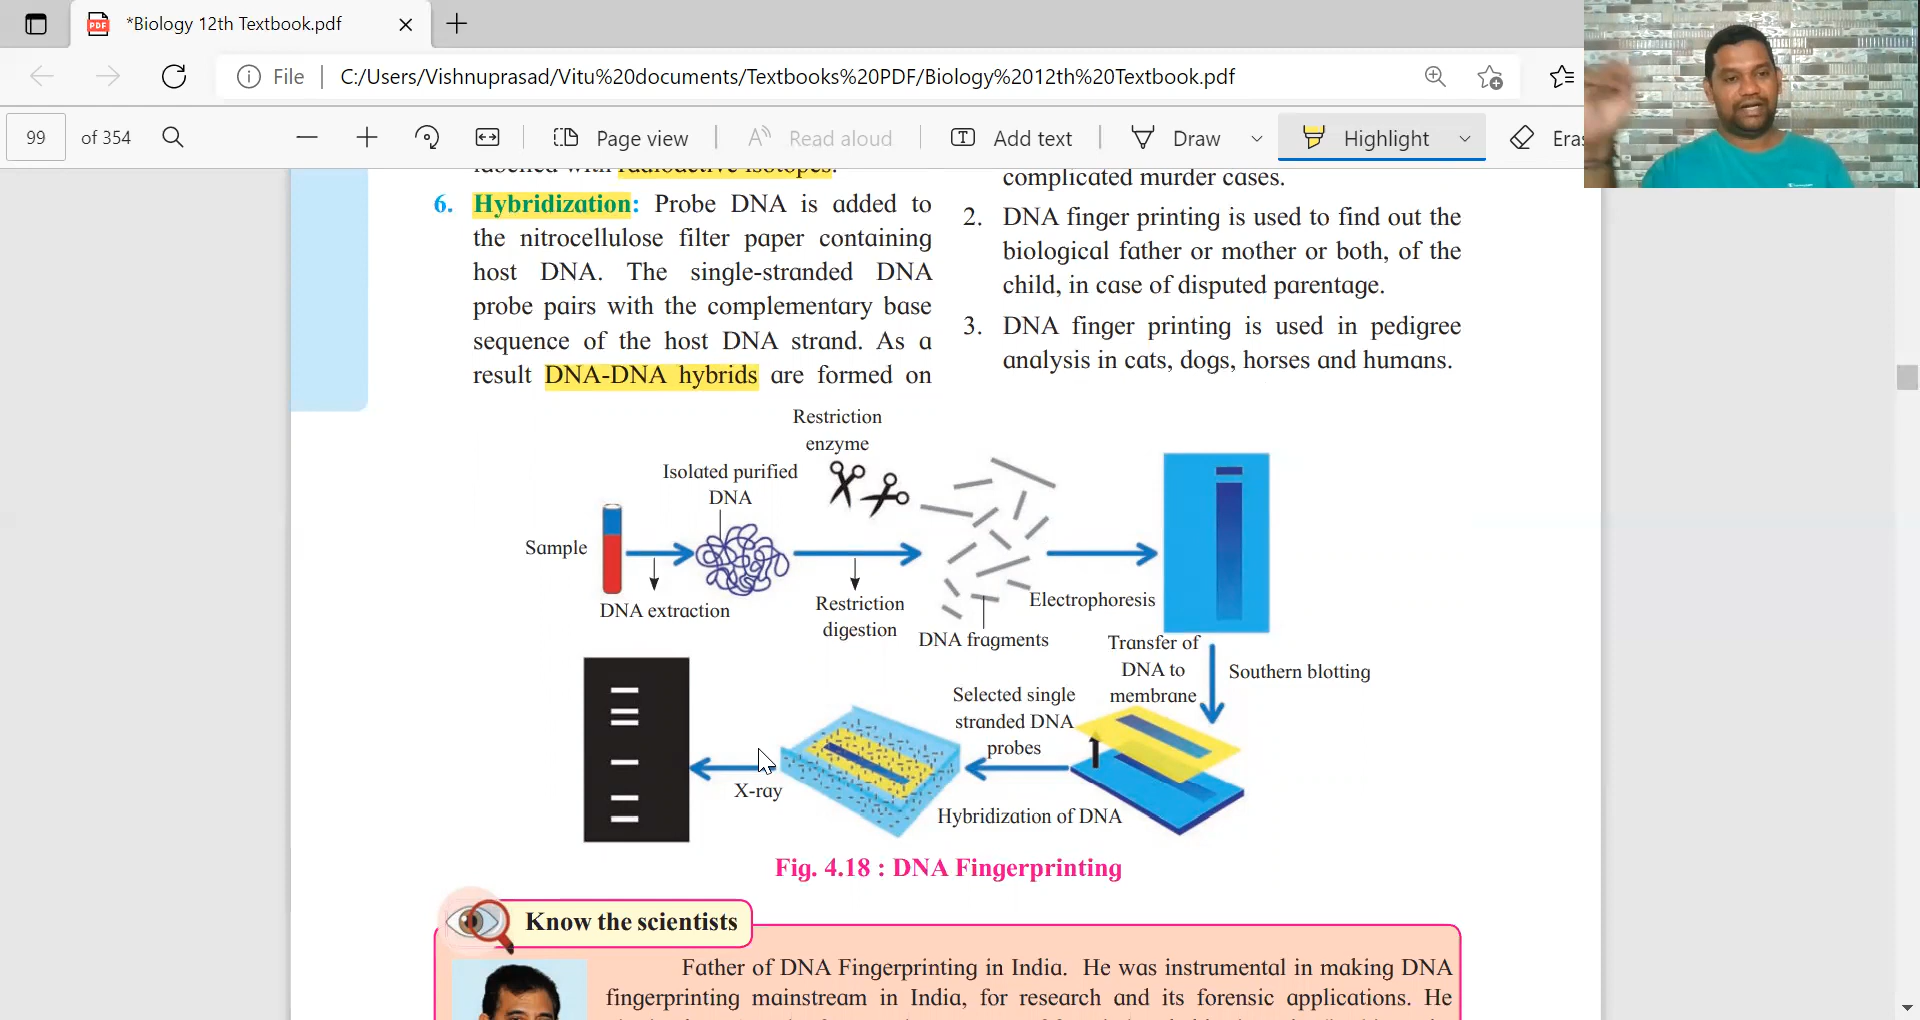 *Biology 12th Textbook.pdf
File
C:/Users/Vishnuprasad/Vitu%20documents/Textbooks%20PDF/Biology%2012th%20Textbook.pdf
99 of 354
Page view
Read aloud
Add text
Draw
Highlight
Eras
labelled with radioactive isotopes.
6. Hybridization: Probe DNA is added to
the nitrocellulose filter paper containing
host DNA. The single-stranded DNA
probe pairs with the complementary base
sequence of the host DNA strand. As a
result DNA-DNA hybrids are formed on
complicated murder cases.
2. DNA finger printing is used to find out the
biological father or mother or both, of the
child, in case of disputed parentage.
3. DNA finger printing is used in pedigree
analysis in cats, dogs, horses and humans.
Restriction
enzyme
Isolated purified
DNA
Sample
DNA extraction
Restriction
digestion
DNA fragments
Electrophoresis
Transfer of
DNA to
membrane
Southern blotting
Selected single
stranded DNA
probes
Hybridization of DNA
X-ray
Fig. 4.18 : DNA Fingerprinting
Know the scientists
Father of DNA Fingerprinting in India. He was instrumental in making DNA
fingerprinting mainstream in India, for research and its forensic applications. He